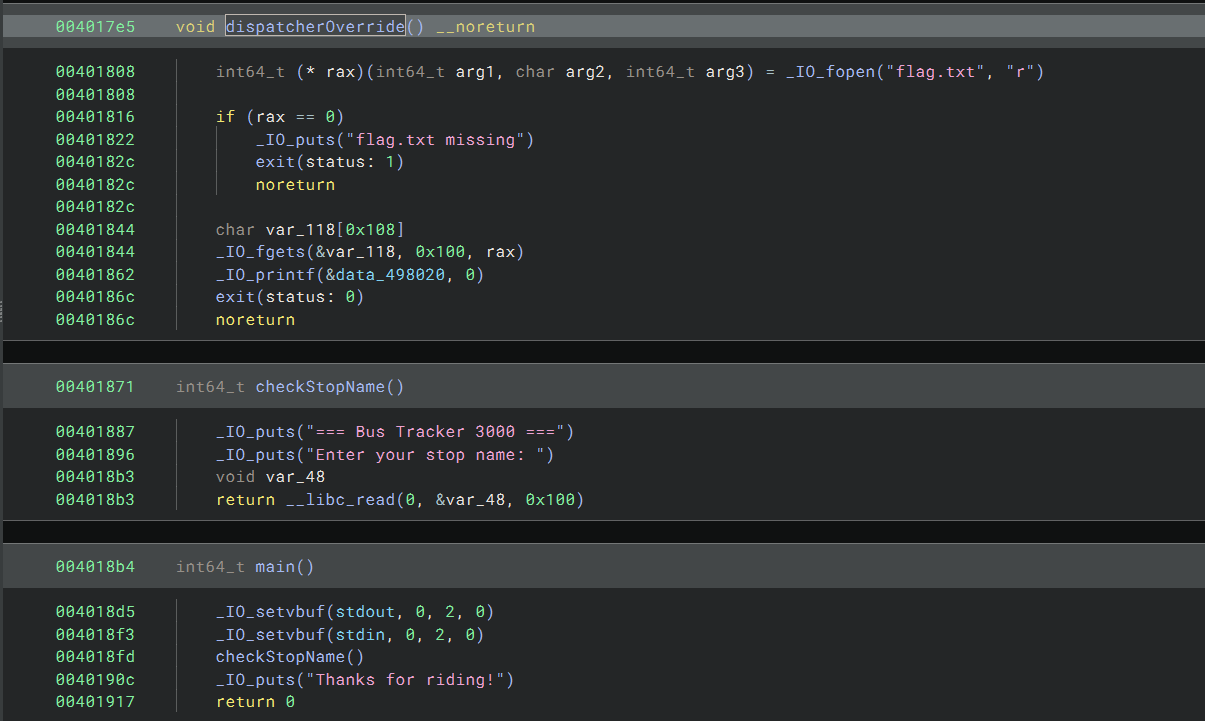 004017e5 void dispatcherOverride() __noreturn
00401808 int64_t (* rax)(int64_t arg1, char arg2, int64_t arg3) = _IO_fopen("flag.txt", "r")
00401808
00401816 if (rax == 0)
00401822 _IO_puts("flag.txt missing")
0040182c exit(status: 1)
0040182c noreturn
0040182c
00401844 char var_118[0x108]
00401844 _IO_fgets(&var_118, 0x100, rax)
00401862 _IO_printf(&data_498020, 0)
0040186c exit(status: 0)
0040186c noreturn
00401871 int64_t checkStopName()
00401887 _IO_puts("=== Bus Tracker 3000 ===")
00401896 _IO_puts("Enter your stop name: ")
004018b3 void var_48
004018b3 return __libc_read(0, &var_48, 0x100)
004018b4 int64_t main()
004018d5 _IO_setvbuf(stdout, 0, 2, 0)
004018f3 _IO_setvbuf(stdin, 0, 2, 0)
004018fd checkStopName()
0040190c _IO_puts("Thanks for riding!")
00401917 return 0